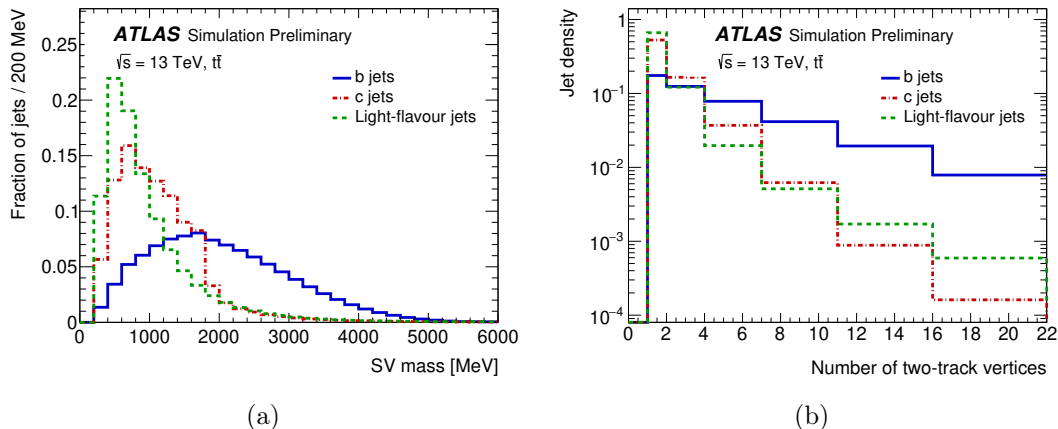 ATLAS Simulation Preliminary
√s = 13 TeV, tt̄
b jets
c jets
Light-flavour jets
Fraction of jets / 200 MeV
0.25
0.2
0.15
0.1
0.05
0
0 1000 2000 3000 4000 5000 6000
SV mass [MeV]
(a)
ATLAS Simulation Preliminary
√s = 13 TeV, tt̄
b jets
c jets
Light-flavour jets
Jet density
1
10⁻¹
10⁻²
10⁻³
10⁻⁴
0 2 4 6 8 10 12 14 16 18 20 22
Number of two-track vertices
(b)